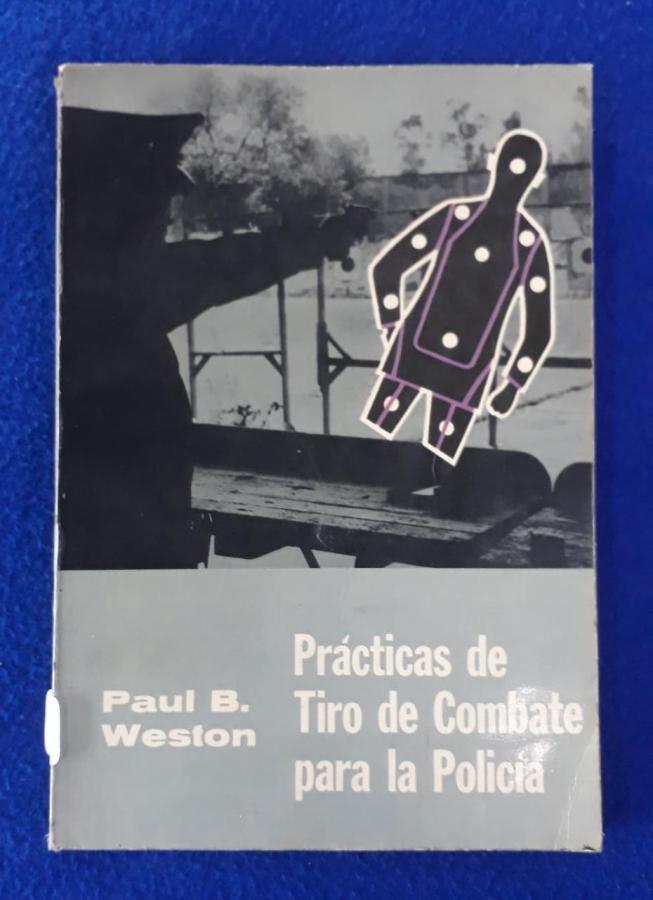 Paul B.
Weston
Prácticas de
Tiro de Combate
para la Policía